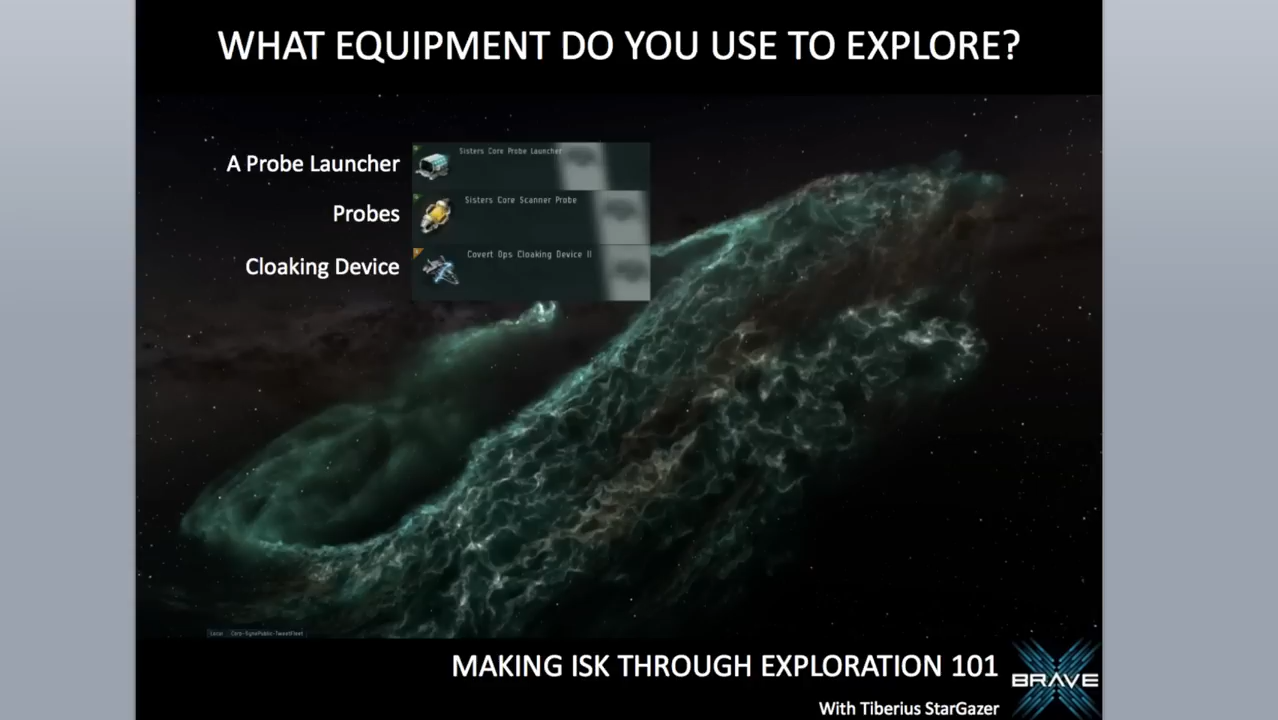 WHAT EQUIPMENT DO YOU USE TO EXPLORE?
A Probe Launcher
Sisters Core Probe Launcher
Probes
Sisters Core Scanner Probe
Cloaking Device
Covert Ops Cloaking Device II
Local
MAKING ISK THROUGH EXPLORATION 101
BRAVE
With Tiberius StarGazer